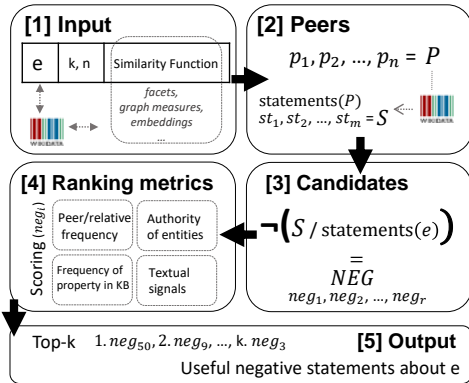 [1] Input
e
k, n
Similarity Function
facets,
graph measures,
embeddings
...
WIKIDATA
[2] Peers
p₁, p₂, ..., pₙ = P
statements(P)
st₁, st₂, ..., stₘ = S
WIKIDATA
[3] Candidates
¬(S / statements(e))
=
NEG
neg₁, neg₂, ..., negᵣ
[4] Ranking metrics
Scoring (negᵢ)
Peer/relative
frequency
Authority
of entities
Frequency of
property in KB
Textual
signals
[5] Output
Top-k 1. neg₅₀, 2. neg₉, ..., k. neg₃
Useful negative statements about e